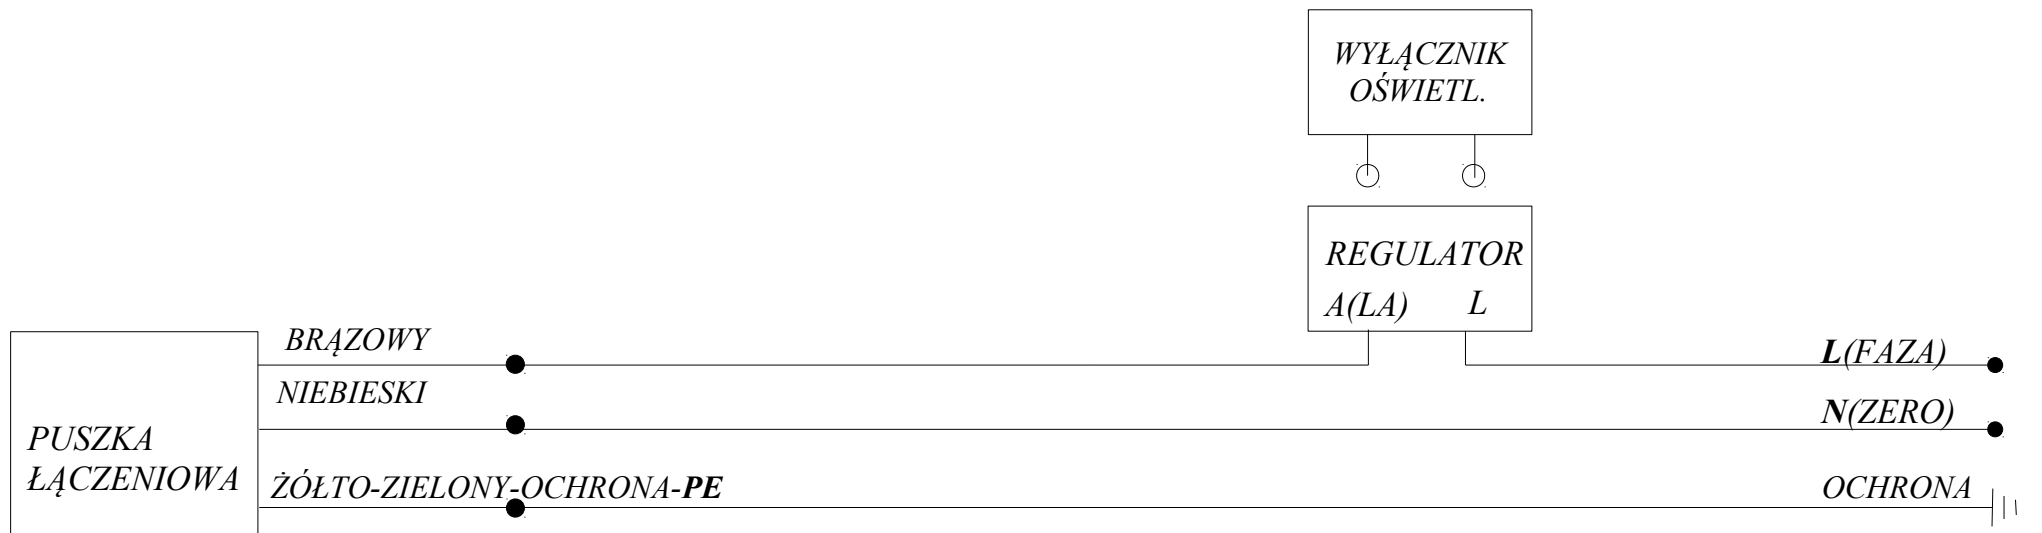 WYŁĄCZNIK
OŚWIETL.
REGULATOR
A(LA) L
BRĄZOWY
L(FAZA)
NIEBIESKI
N(ZERO)
PUSZKA
ŁĄCZENIOWA
ŻÓŁTO-ZIELONY-OCHRONA-PE
OCHRONA